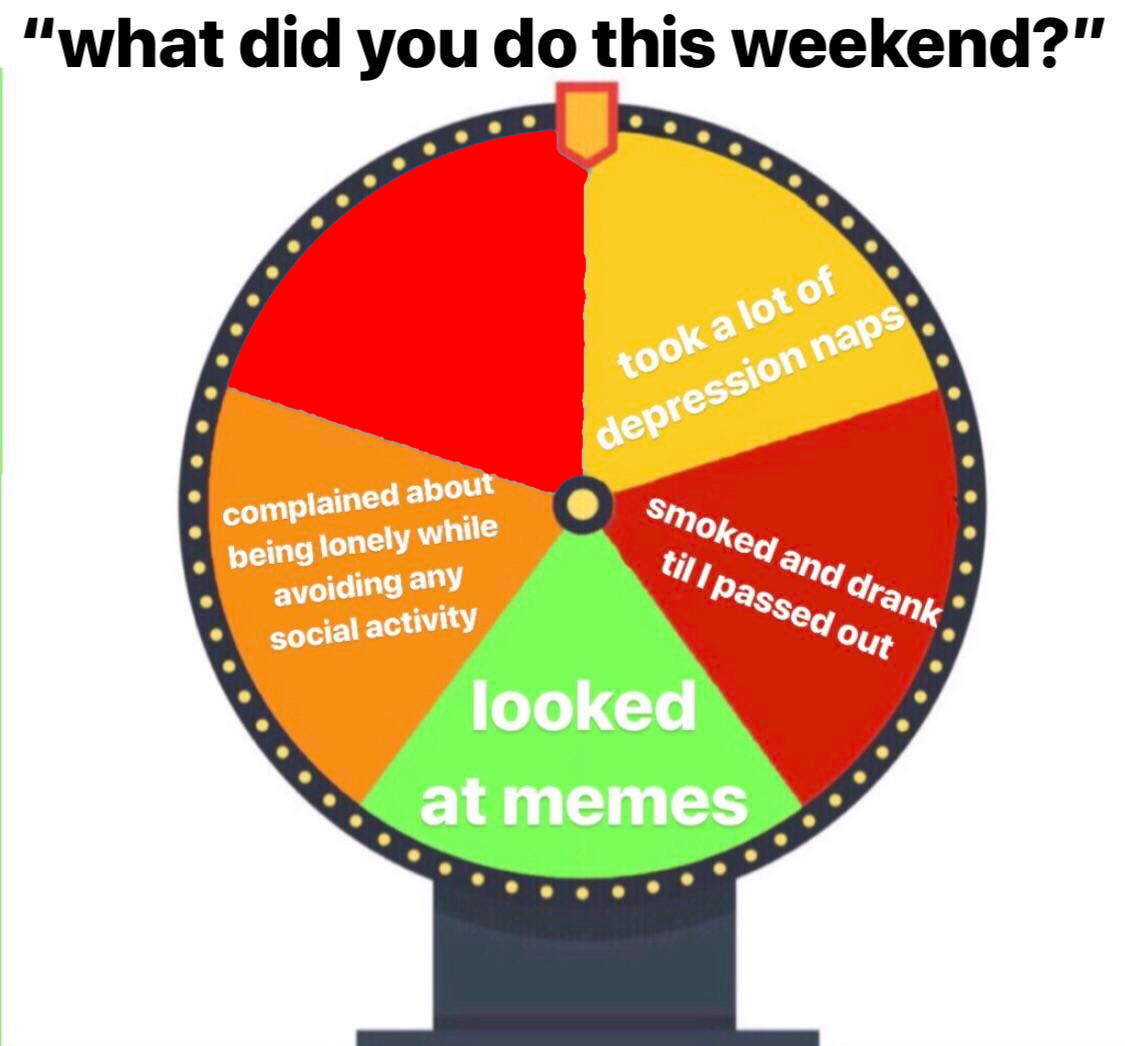 “what did you do this weekend?”
took a lot of
depression naps
smoked and drank
til I passed out
looked
at memes
complained about
being lonely while
avoiding any
social activity